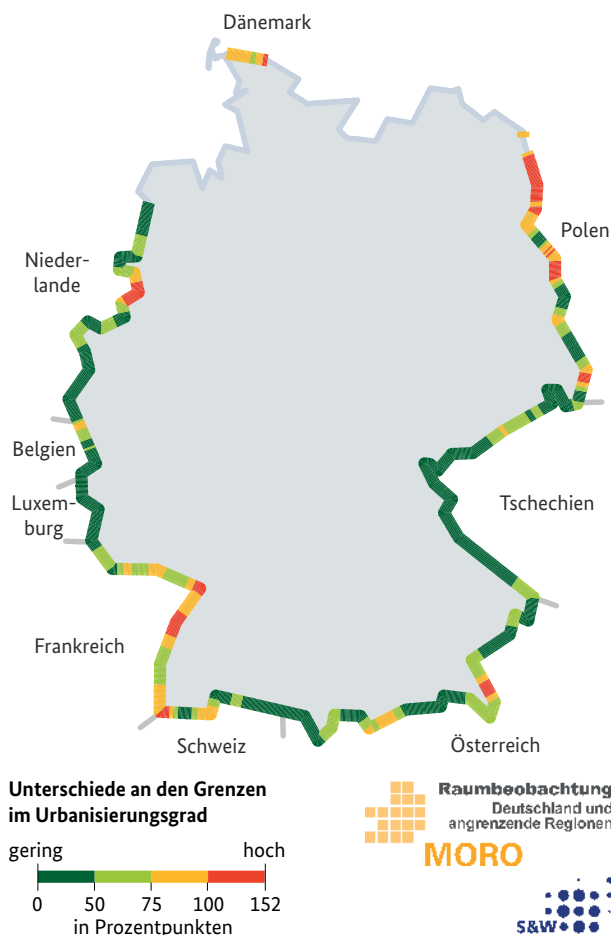 Dänemark
Polen
Nieder-
lande
Belgien
Luxem-
burg
Tschechien
Frankreich
Schweiz
Österreich
Unterschiede an den Grenzen
im Urbanisierungsgrad
gering hoch
0 50 75 100 152
in Prozentpunkten
Raumbeobachtung
Deutschland und
angrenzende Regionen
MORO
S&W